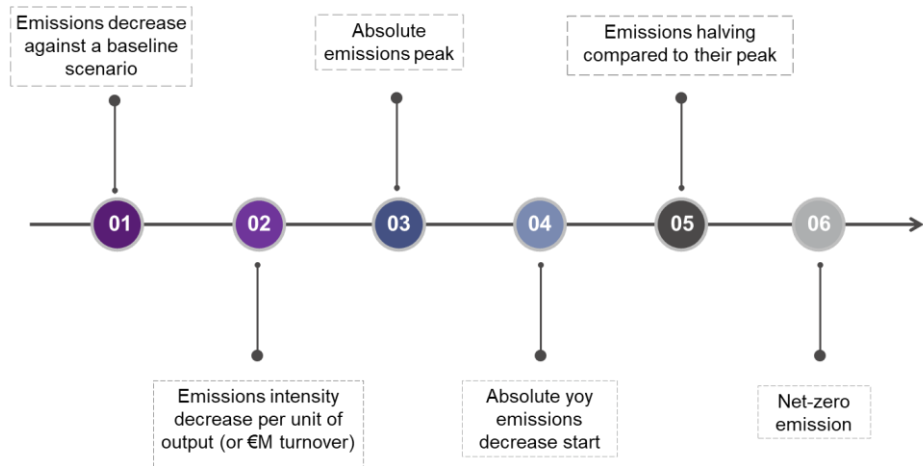 Emissions decrease
against a baseline
scenario
Absolute
emissions peak
Emissions halving
compared to their peak
01
02
03
04
05
06
Emissions intensity
decrease per unit of
output (or €M turnover)
Absolute yoy
emissions
decrease start
Net-zero
emission